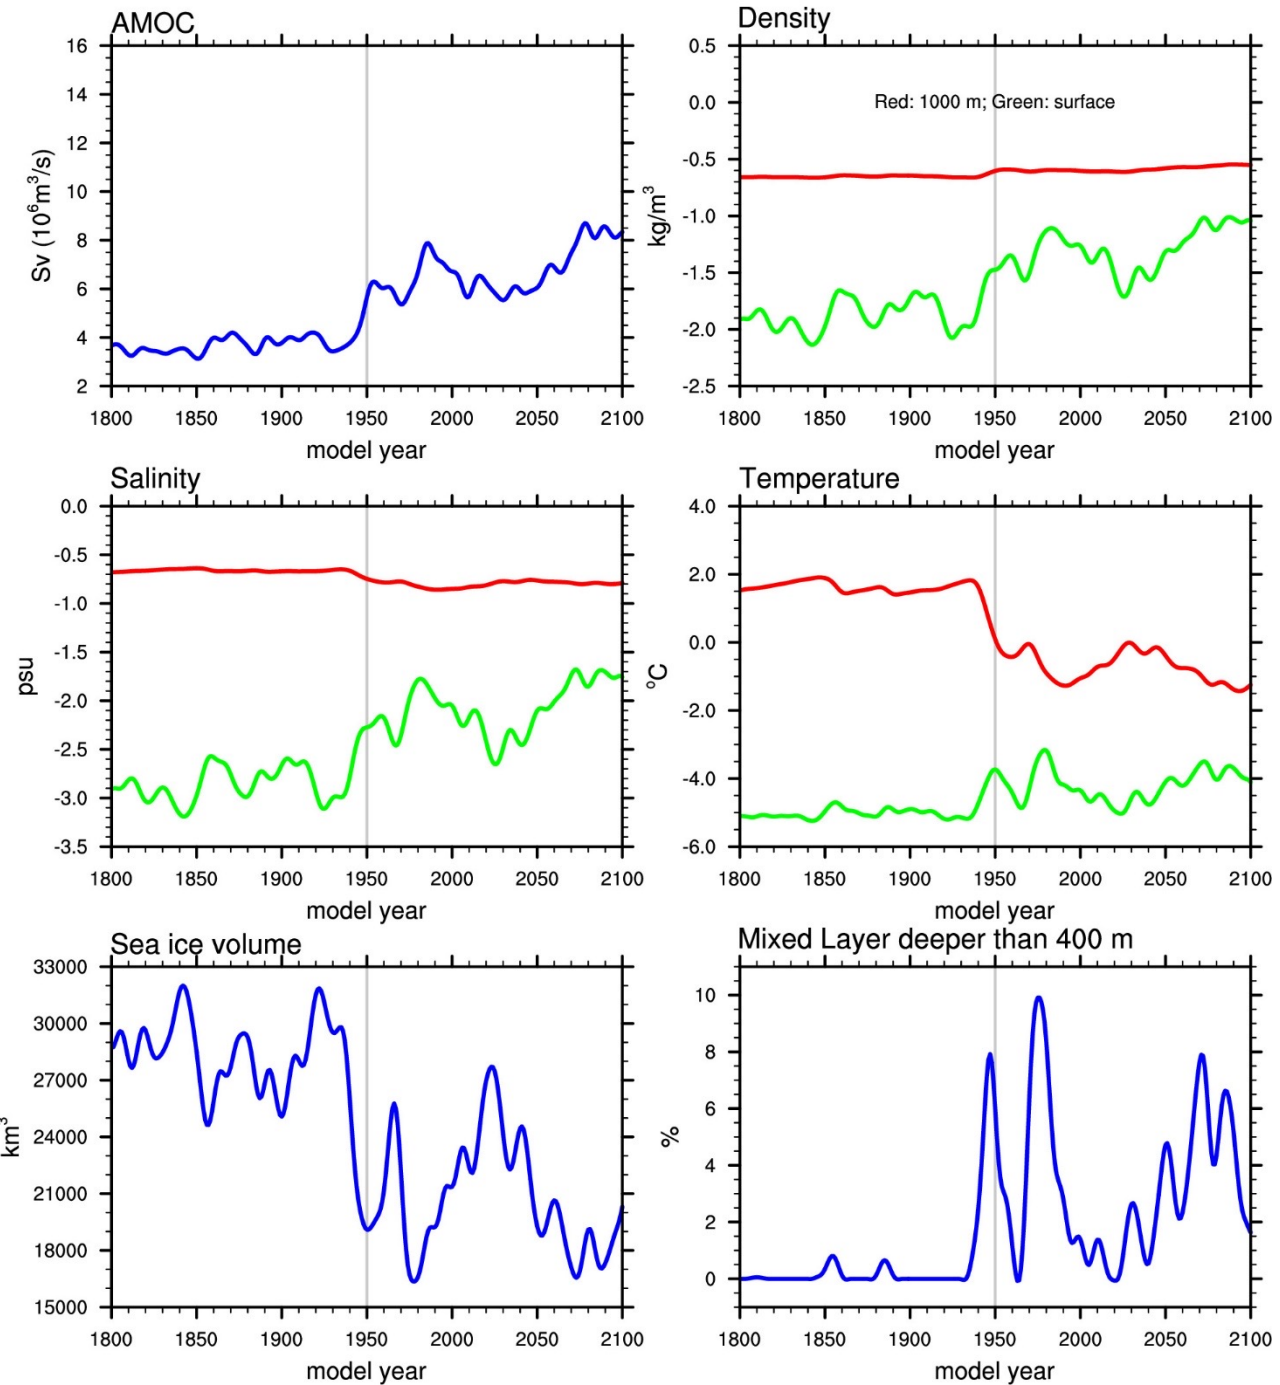 AMOC
Sv (10⁶m³/s)
16
14
12
10
8
6
4
2
1800 1850 1900 1950 2000 2050 2100
model year
Density
kg/m³
0.5
0.0
-0.5
-1.0
-1.5
-2.0
-2.5
Red: 1000 m; Green: surface
1800 1850 1900 1950 2000 2050 2100
model year
Salinity
psu
0.0
-0.5
-1.0
-1.5
-2.0
-2.5
-3.0
-3.5
1800 1850 1900 1950 2000 2050 2100
model year
Temperature
°C
4.0
2.0
0.0
-2.0
-4.0
-6.0
1800 1850 1900 1950 2000 2050 2100
model year
Sea ice volume
km³
33000
30000
27000
24000
21000
18000
15000
1800 1850 1900 1950 2000 2050 2100
model year
Mixed Layer deeper than 400 m
%
10
8
6
4
2
0
1800 1850 1900 1950 2000 2050 2100
model year